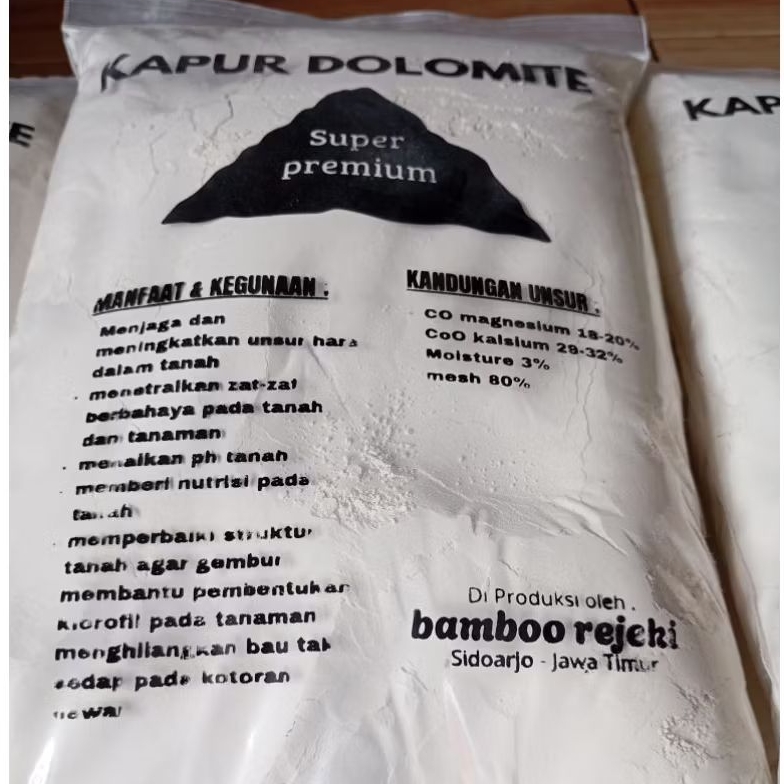 KAPUR DOLOMITE
Super
premium
MANFAAT & KEGUNAAN :
Menjaga dan
meningkatkan unsur hara
dalam tanah
. menetralkan zat-zat
berbahaya pada tanah
dan tanaman
. menaikan ph tanah
. memberi nutrisi pada
tanah
. memperbaiki struktur
tanah agar gembur
membantu pembentukan
klorofil pada tanaman
menghilangkan bau tak
sedap pada kotoran
hewan
KANDUNGAN UNSUR :
CO magnesium 18-20%
CoO kalsium 29-32%
Moisture 3%
mesh 80%
Di Produksi oleh .
bamboo rejeki
Sidoarjo - Jawa Timur
E
KAP